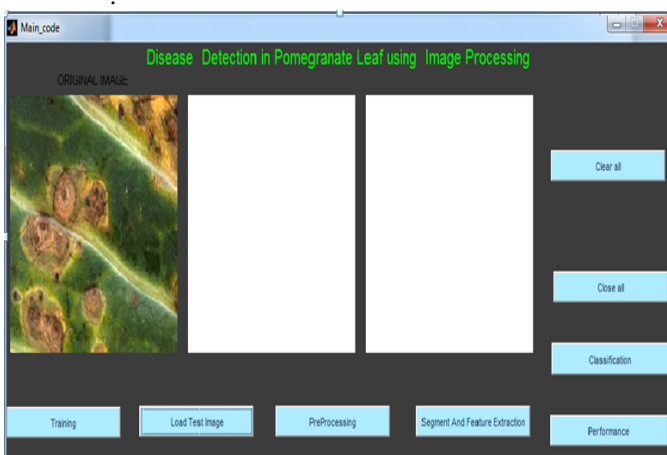 Main_code
Disease Detection in Pomegranate Leaf using Image Processing
ORIGINAL IMAGE
Clear all
Close all
Classification
Training
Load Test Image
PreProcessing
Segment And Feature Extraction
Performance